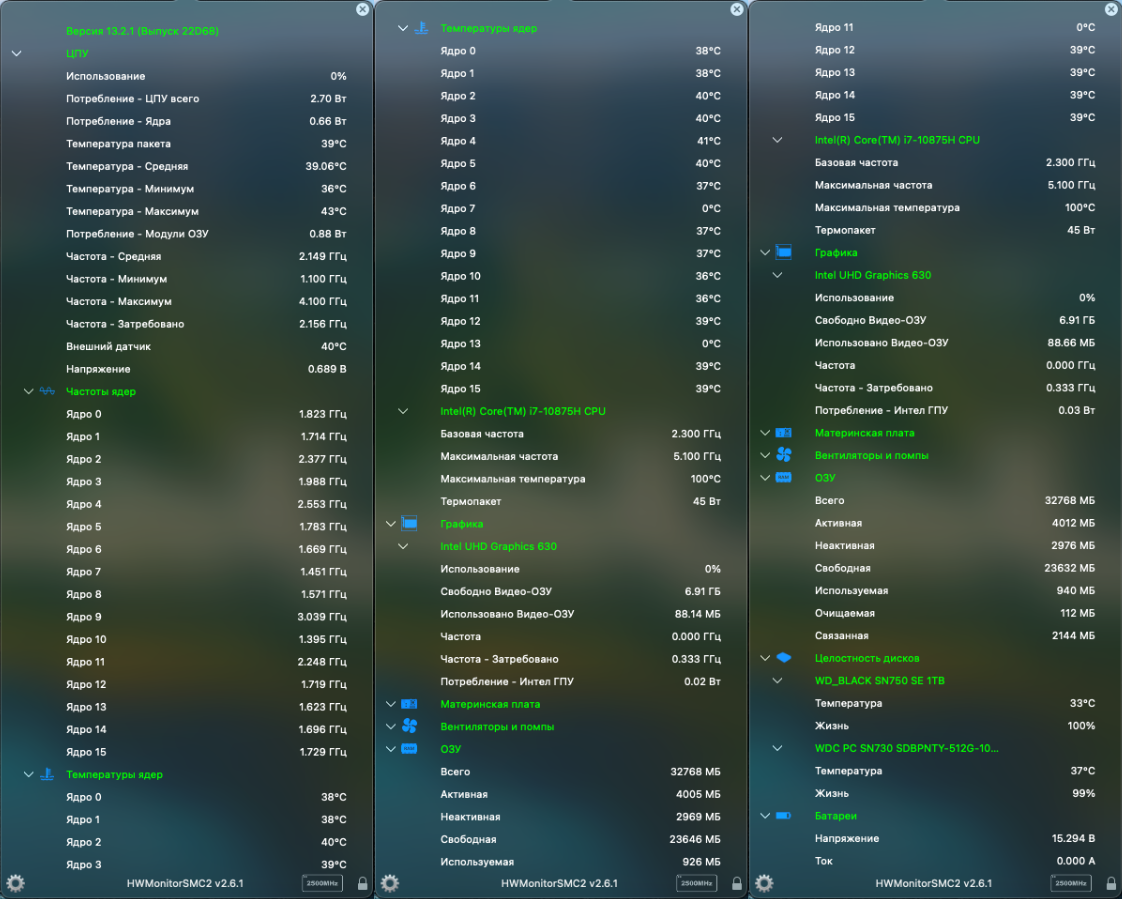 Версия 13.2.1 (Выпуск 22D68)
ЦПУ
Использование 0%
Потребление - ЦПУ всего 2.70 Вт
Потребление - Ядра 0.66 Вт
Температура пакета 39°C
Температура - Средняя 39.06°C
Температура - Минимум 36°C
Температура - Максимум 43°C
Потребление - Модули ОЗУ 0.88 Вт
Частота - Средняя 2.149 ГГц
Частота - Минимум 1.100 ГГц
Частота - Максимум 4.100 ГГц
Частота - Затребовано 2.156 ГГц
Внешний датчик 40°C
Напряжение 0.689 В
Частоты ядер
Ядро 0 1.823 ГГц
Ядро 1 1.714 ГГц
Ядро 2 2.377 ГГц
Ядро 3 1.988 ГГц
Ядро 4 2.553 ГГц
Ядро 5 1.783 ГГц
Ядро 6 1.669 ГГц
Ядро 7 1.451 ГГц
Ядро 8 1.571 ГГц
Ядро 9 3.039 ГГц
Ядро 10 1.395 ГГц
Ядро 11 2.248 ГГц
Ядро 12 1.719 ГГц
Ядро 13 1.623 ГГц
Ядро 14 1.696 ГГц
Ядро 15 1.729 ГГц
Температуры ядер
Ядро 0 38°C
Ядро 1 38°C
Ядро 2 40°C
Ядро 3 39°C
HWMonitorSMC2 v2.6.1 2500MHz
Температуры ядер
Ядро 0 38°C
Ядро 1 38°C
Ядро 2 40°C
Ядро 3 40°C
Ядро 4 41°C
Ядро 5 40°C
Ядро 6 37°C
Ядро 7 0°C
Ядро 8 37°C
Ядро 9 37°C
Ядро 10 36°C
Ядро 11 36°C
Ядро 12 39°C
Ядро 13 0°C
Ядро 14 39°C
Ядро 15 39°C
Intel(R) Core(TM) i7-10875H CPU
Базовая частота 2.300 ГГц
Максимальная частота 5.100 ГГц
Максимальная температура 100°C
Термопакет 45 Вт
Графика
Intel UHD Graphics 630
Использование 0%
Свободно Видео-ОЗУ 6.91 ГБ
Использовано Видео-ОЗУ 88.14 МБ
Частота 0.000 ГГц
Частота - Затребовано 0.333 ГГц
Потребление - Интел ГПУ 0.02 Вт
Материнская плата
Вентиляторы и помпы
ОЗУ
Всего 32768 МБ
Активная 4005 МБ
Неактивная 2969 МБ
Свободная 23646 МБ
Используемая 926 МБ
HWMonitorSMC2 v2.6.1 2500MHz
Ядро 11 0°C
Ядро 12 39°C
Ядро 13 39°C
Ядро 14 39°C
Ядро 15 39°C
Intel(R) Core(TM) i7-10875H CPU
Базовая частота 2.300 ГГц
Максимальная частота 5.100 ГГц
Максимальная температура 100°C
Термопакет 45 Вт
Графика
Intel UHD Graphics 630
Использование 0%
Свободно Видео-ОЗУ 6.91 ГБ
Использовано Видео-ОЗУ 88.66 МБ
Частота 0.000 ГГц
Частота - Затребовано 0.333 ГГц
Потребление - Интел ГПУ 0.03 Вт
Материнская плата
Вентиляторы и помпы
ОЗУ
Всего 32768 МБ
Активная 4012 МБ
Неактивная 2976 МБ
Свободная 23632 МБ
Используемая 940 МБ
Очищаемая 112 МБ
Связанная 2144 МБ
Целостность дисков
WD_BLACK SN750 SE 1TB
Температура 33°C
Жизнь 100%
WDC PC SN730 SDBPNTY-512G-10...
Температура 37°C
Жизнь 99%
Батареи
Напряжение 15.294 В
Ток 0.000 А
HWMonitorSMC2 v2.6.1 2500MHz